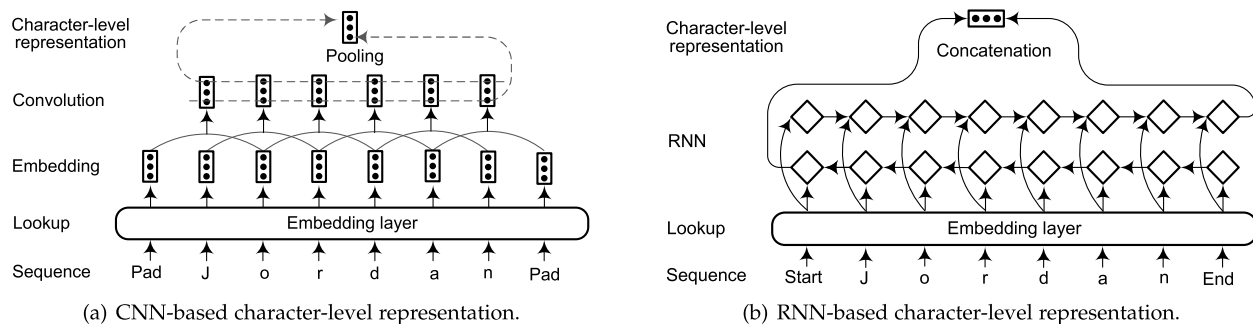 Character-level
representation
Pooling
Convolution
Embedding
Lookup
Embedding layer
Sequence
Pad J o r d a n Pad
(a) CNN-based character-level representation.
Character-level
representation
Concatenation
RNN
Lookup
Embedding layer
Sequence
Start J o r d a n End
(b) RNN-based character-level representation.